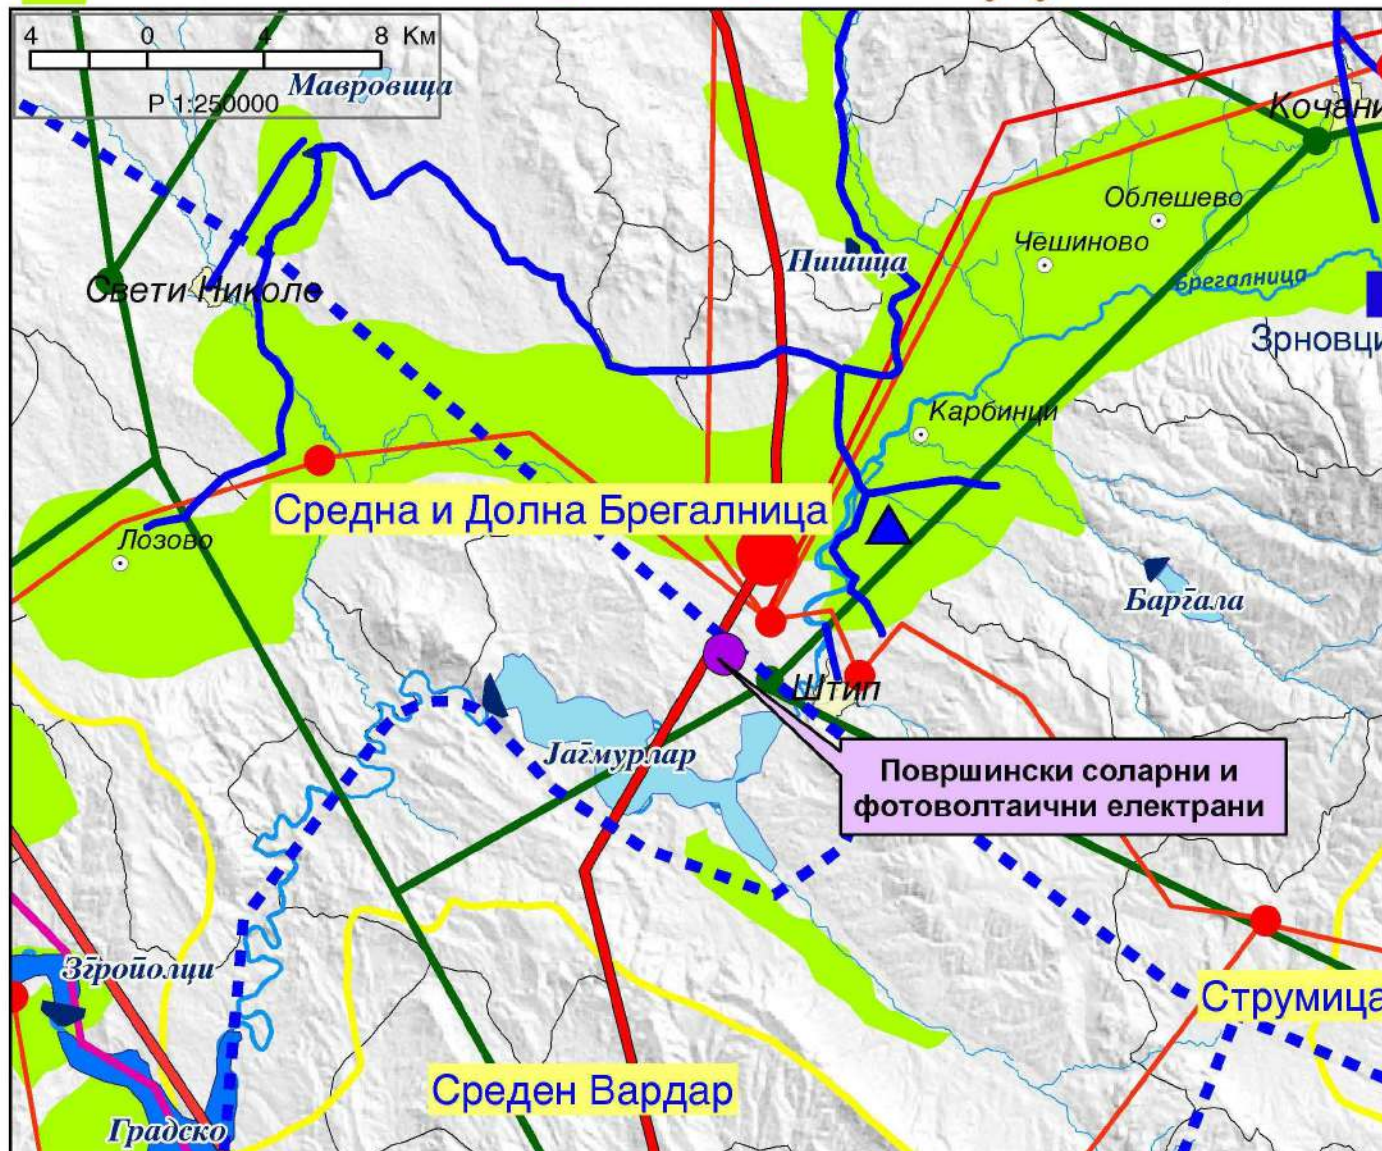 4 0 4 8 Км
Р 1:250000
Мавровица
Кочани
Облешево
Чешиново
Пишица
Брегалница
Свети Николе
Зрновци
Карбинци
Средна и Долна Брегалница
Лозово
Баргала
Штип
Јагмурлар
Површински соларни и
фотоволтаични електрани
Згрополци
Струмица
Среден Вардар
Градско